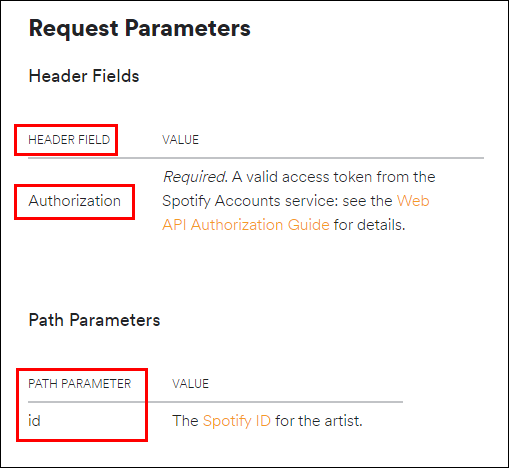 Request Parameters
Header Fields
HEADER FIELD VALUE
Authorization Required. A valid access token from the
Spotify Accounts service: see the Web
API Authorization Guide for details.
Path Parameters
PATH PARAMETER VALUE
id The Spotify ID for the artist.